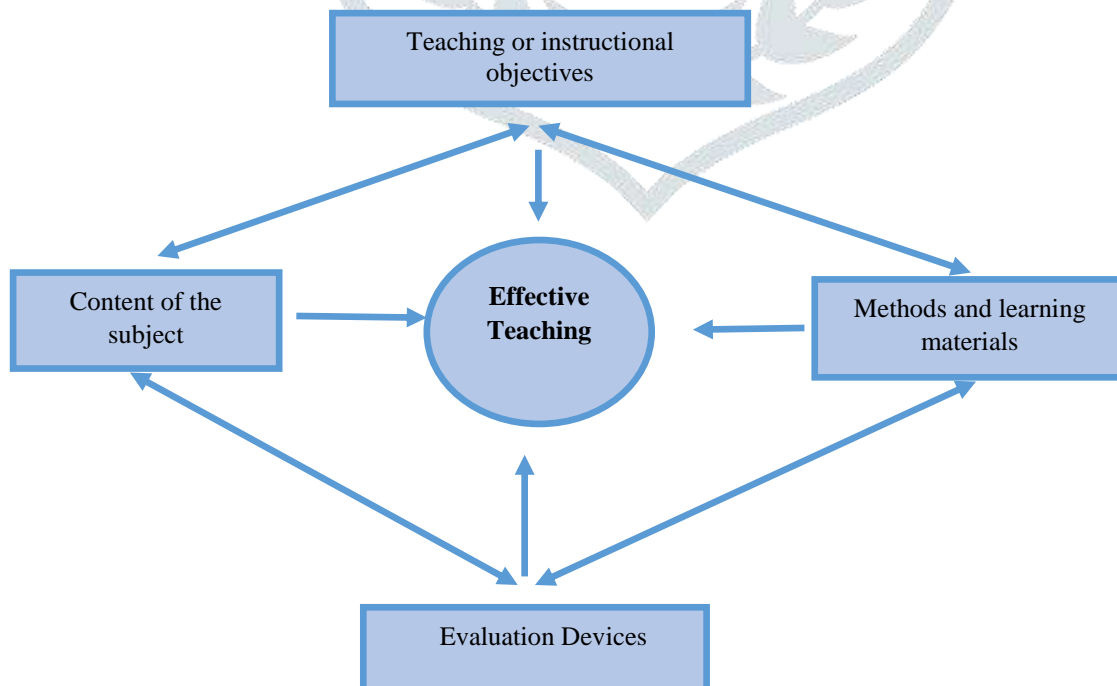 Teaching or instructional
objectives
Content of the
subject
Effective
Teaching
Methods and learning
materials
Evaluation Devices